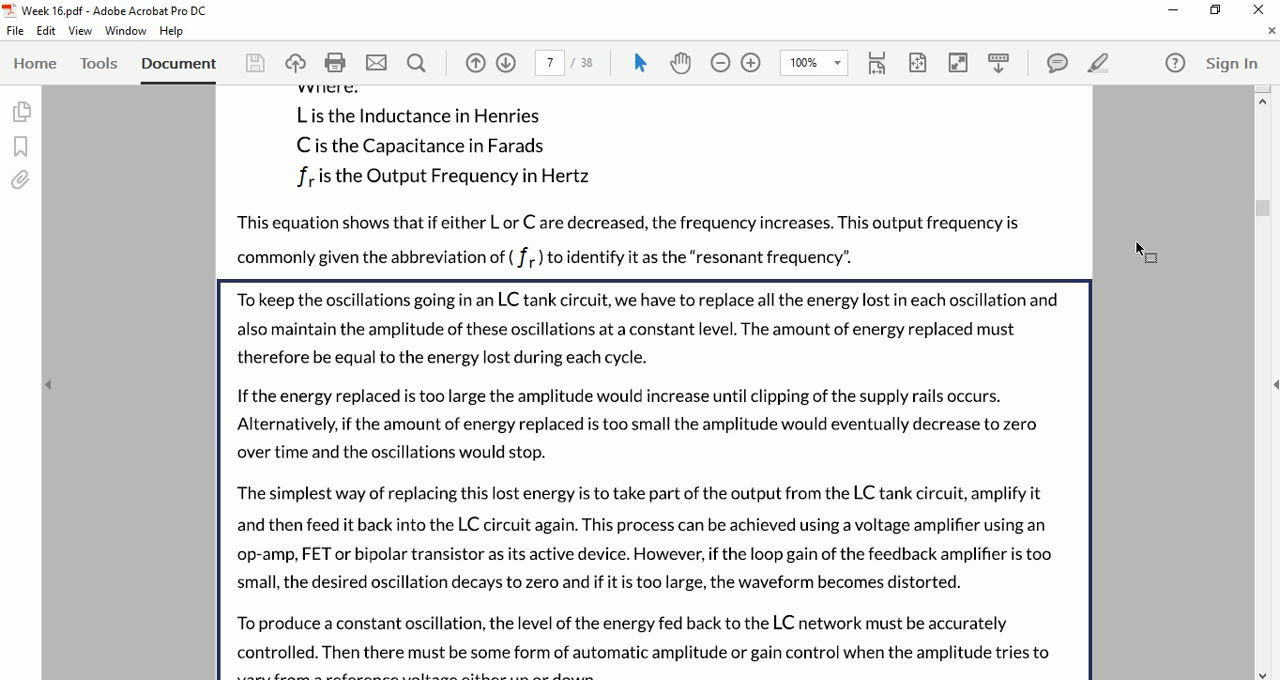 Week 16.pdf - Adobe Acrobat Pro DC
File Edit View Window Help
Home Tools Document 7 / 38 100% Sign In
Where:
L is the Inductance in Henries
C is the Capacitance in Farads
ƒr is the Output Frequency in Hertz
This equation shows that if either L or C are decreased, the frequency increases. This output frequency is
commonly given the abbreviation of ( ƒr ) to identify it as the “resonant frequency”.
To keep the oscillations going in an LC tank circuit, we have to replace all the energy lost in each oscillation and
also maintain the amplitude of these oscillations at a constant level. The amount of energy replaced must
therefore be equal to the energy lost during each cycle.
If the energy replaced is too large the amplitude would increase until clipping of the supply rails occurs.
Alternatively, if the amount of energy replaced is too small the amplitude would eventually decrease to zero
over time and the oscillations would stop.
The simplest way of replacing this lost energy is to take part of the output from the LC tank circuit, amplify it
and then feed it back into the LC circuit again. This process can be achieved using a voltage amplifier using an
op-amp, FET or bipolar transistor as its active device. However, if the loop gain of the feedback amplifier is too
small, the desired oscillation decays to zero and if it is too large, the waveform becomes distorted.
To produce a constant oscillation, the level of the energy fed back to the LC network must be accurately
controlled. Then there must be some form of automatic amplitude or gain control when the amplitude tries to
vary from a reference voltage either up or down.